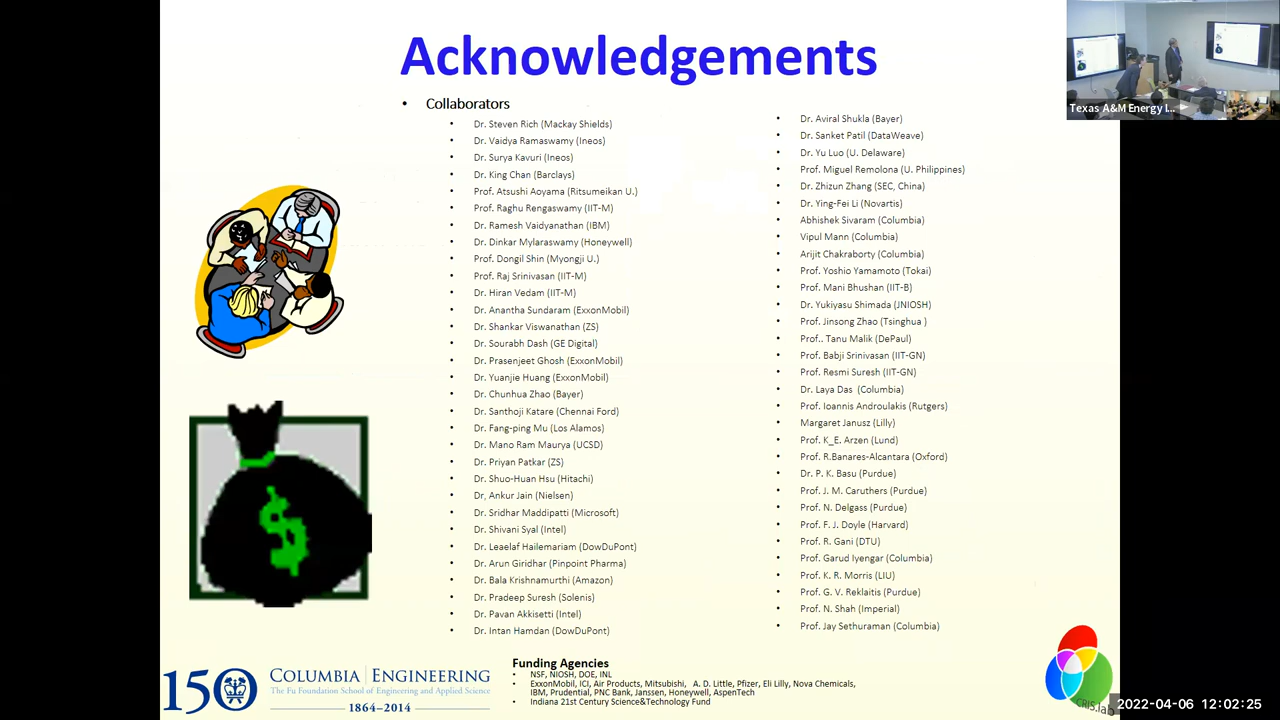 Acknowledgements
Texas A&M Energy I...
• Collaborators
• Dr. Steven Rich (Mackay Shields)
• Dr. Vaidya Ramaswamy (Ineos)
• Dr. Surya Kavuri (Ineos)
• Dr. King Chan (Barclays)
• Prof. Atsushi Aoyama (Ritsumeikan U.)
• Prof. Raghu Rengaswamy (IIT-M)
• Dr. Ramesh Vaidyanathan (IBM)
• Dr. Dinkar Mylaraswamy (Honeywell)
• Prof. Dongil Shin (Myongji U.)
• Prof. Raj Srinivasan (IIT-M)
• Dr. Hiran Vedam (IIT-M)
• Dr. Anantha Sundaram (ExxonMobil)
• Dr. Shankar Viswanathan (ZS)
• Dr. Sourabh Dash (GE Digital)
• Dr. Prasenjeet Ghosh (ExxonMobil)
• Dr. Yuanjie Huang (ExxonMobil)
• Dr. Chunhua Zhao (Bayer)
• Dr. Santhoji Katare (Chennai Ford)
• Dr. Fang-ping Mu (Los Alamos)
• Dr. Mano Ram Maurya (UCSD)
• Dr. Priyan Patkar (ZS)
• Dr. Shuo-Huan Hsu (Hitachi)
• Dr, Ankur Jain (Nielsen)
• Dr. Sridhar Maddipatti (Microsoft)
• Dr. Shivani Syal (Intel)
• Dr. Leaelaf Hailemariam (DowDuPont)
• Dr. Arun Giridhar (Pinpoint Pharma)
• Dr. Bala Krishnamurthi (Amazon)
• Dr. Pradeep Suresh (Solenis)
• Dr. Pavan Akkisetti (Intel)
• Dr. Intan Hamdan (DowDuPont)
• Dr. Aviral Shukla (Bayer)
• Dr. Sanket Patil (DataWeave)
• Dr. Yu Luo (U. Delaware)
• Prof. Miguel Remolona (U. Philippines)
• Dr. Zhizun Zhang (SEC, China)
• Dr. Ying-Fei Li (Novartis)
• Abhishek Sivaram (Columbia)
• Vipul Mann (Columbia)
• Arijit Chakraborty (Columbia)
• Prof. Yoshio Yamamoto (Tokai)
• Prof. Mani Bhushan (IIT-B)
• Dr. Yukiyasu Shimada (JNIOSH)
• Prof. Jinsong Zhao (Tsinghua )
• Prof.. Tanu Malik (DePaul)
• Prof. Babji Srinivasan (IIT-GN)
• Prof. Resmi Suresh (IIT-GN)
• Dr. Laya Das (Columbia)
• Prof. Ioannis Androulakis (Rutgers)
• Margaret Janusz (Lilly)
• Prof. K_E. Arzen (Lund)
• Prof. R.Banares-Alcantara (Oxford)
• Dr. P. K. Basu (Purdue)
• Prof. J. M. Caruthers (Purdue)
• Prof. N. Delgass (Purdue)
• Prof. F. J. Doyle (Harvard)
• Prof. R. Gani (DTU)
• Prof. Garud Iyengar (Columbia)
• Prof. K. R. Morris (LIU)
• Prof. G. V. Reklaitis (Purdue)
• Prof. N. Shah (Imperial)
• Prof. Jay Sethuraman (Columbia)
$
150
COLUMBIA | ENGINEERING
The Fu Foundation School of Engineering and Applied Science
1864–2014
Funding Agencies
• NSF, NIOSH, DOE, INL
• ExxonMobil, ICI, Air Products, Mitsubishi, A. D. Little, Pfizer, Eli Lilly, Nova Chemicals,
IBM, Prudential, PNC Bank, Janssen, Honeywell, AspenTech
• Indiana 21st Century Science&Technology Fund
CRIS.lab
2022-04-06 12:02:25